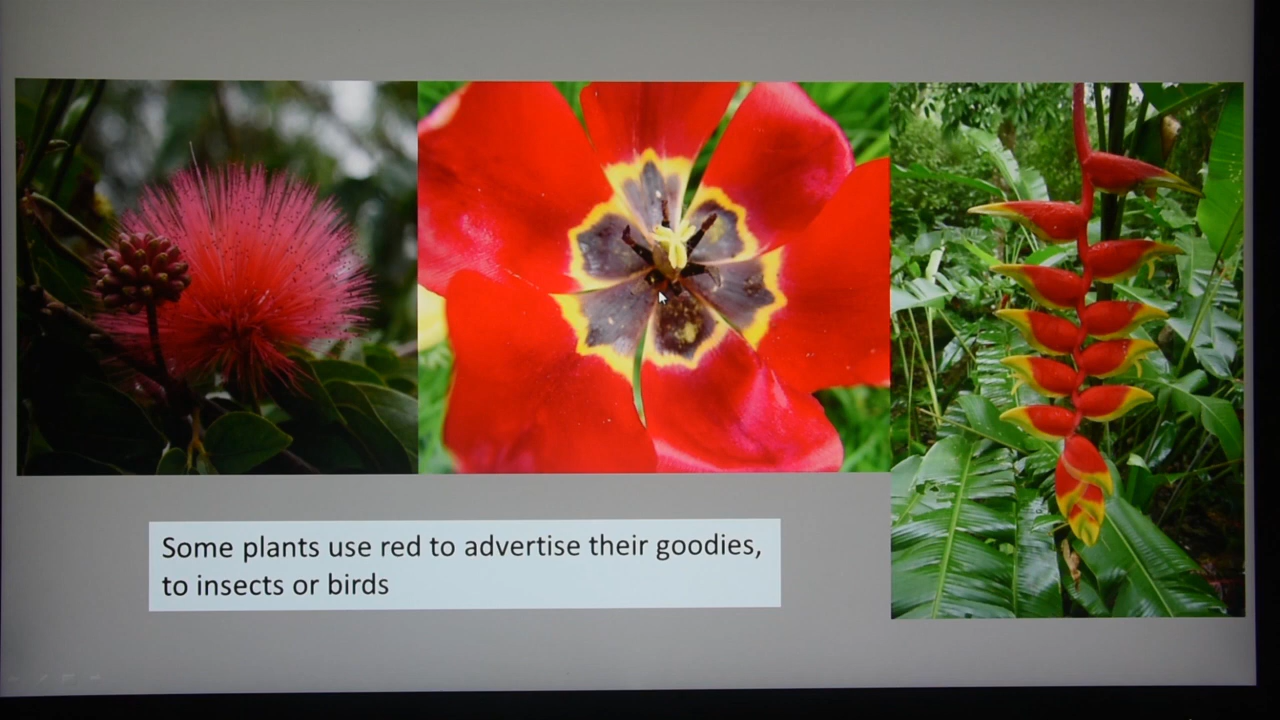 Some plants use red to advertise their goodies,
to insects or birds